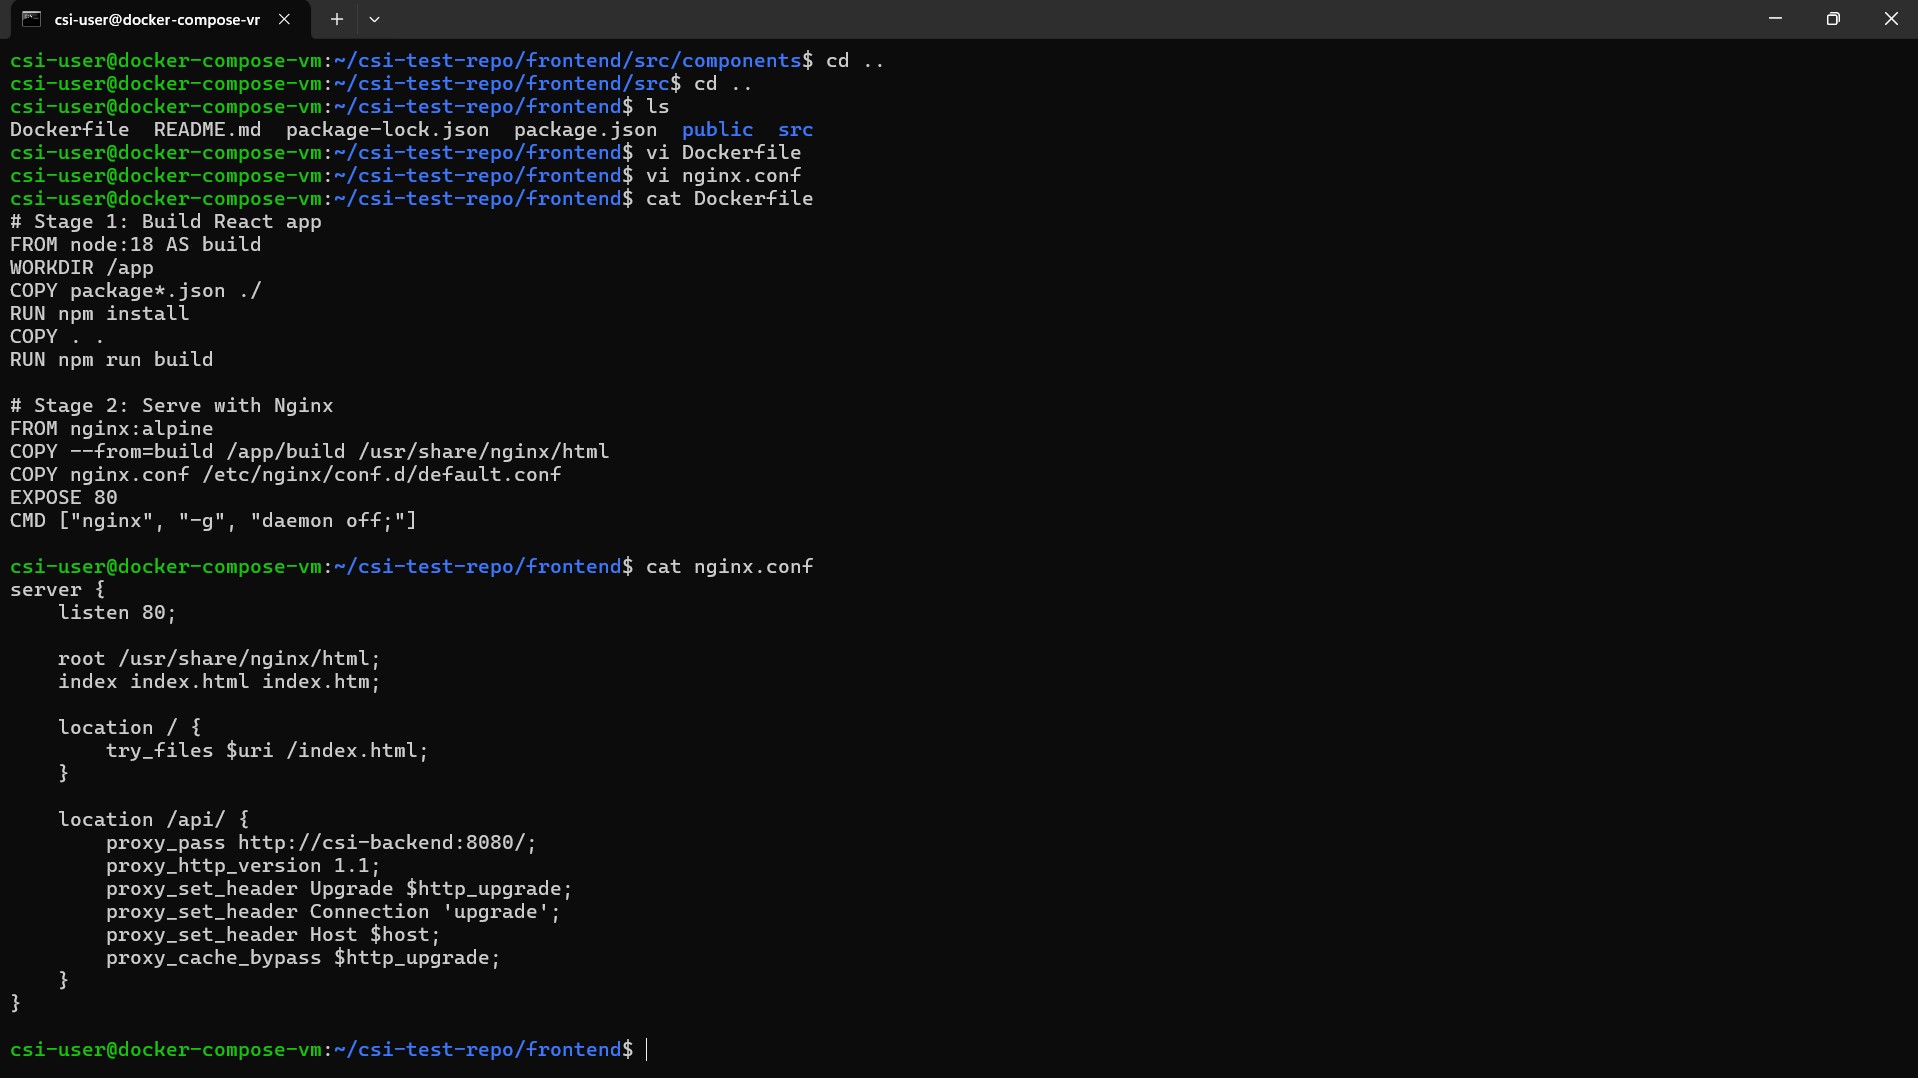 csi-user@docker-compose-vr
csi-user@docker-compose-vm:~/csi-test-repo/frontend/src/components$ cd ..
csi-user@docker-compose-vm:~/csi-test-repo/frontend/src$ cd ..
csi-user@docker-compose-vm:~/csi-test-repo/frontend$ ls
Dockerfile  README.md  package-lock.json  package.json  public  src
csi-user@docker-compose-vm:~/csi-test-repo/frontend$ vi Dockerfile
csi-user@docker-compose-vm:~/csi-test-repo/frontend$ vi nginx.conf
csi-user@docker-compose-vm:~/csi-test-repo/frontend$ cat Dockerfile
# Stage 1: Build React app
FROM node:18 AS build
WORKDIR /app
COPY package*.json ./
RUN npm install
COPY . .
RUN npm run build

# Stage 2: Serve with Nginx
FROM nginx:alpine
COPY --from=build /app/build /usr/share/nginx/html
COPY nginx.conf /etc/nginx/conf.d/default.conf
EXPOSE 80
CMD ["nginx", "-g", "daemon off;"]

csi-user@docker-compose-vm:~/csi-test-repo/frontend$ cat nginx.conf
server {
    listen 80;

    root /usr/share/nginx/html;
    index index.html index.htm;

    location / {
        try_files $uri /index.html;
    }

    location /api/ {
        proxy_pass http://csi-backend:8080/;
        proxy_http_version 1.1;
        proxy_set_header Upgrade $http_upgrade;
        proxy_set_header Connection 'upgrade';
        proxy_set_header Host $host;
        proxy_cache_bypass $http_upgrade;
    }
}

csi-user@docker-compose-vm:~/csi-test-repo/frontend$